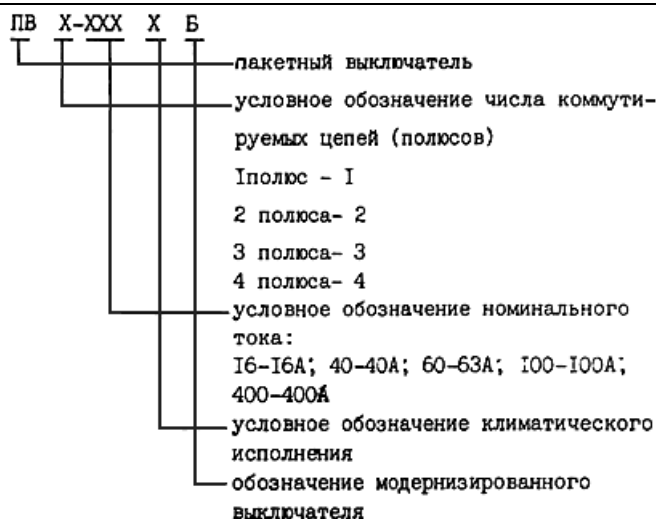 ПВ Х-ХХХ Х Б
пакетный выключатель
условное обозначение числа коммути-
руемых цепей (полюсов)
Iполюс - I
2 полюса- 2
3 полюса- 3
4 полюса- 4
условное обозначение номинального
тока:
I6-I6А; 40-40А; 60-63А; I00-I00А;
400-400А
условное обозначение климатического
исполнения
обозначение модернизированного
выключателя